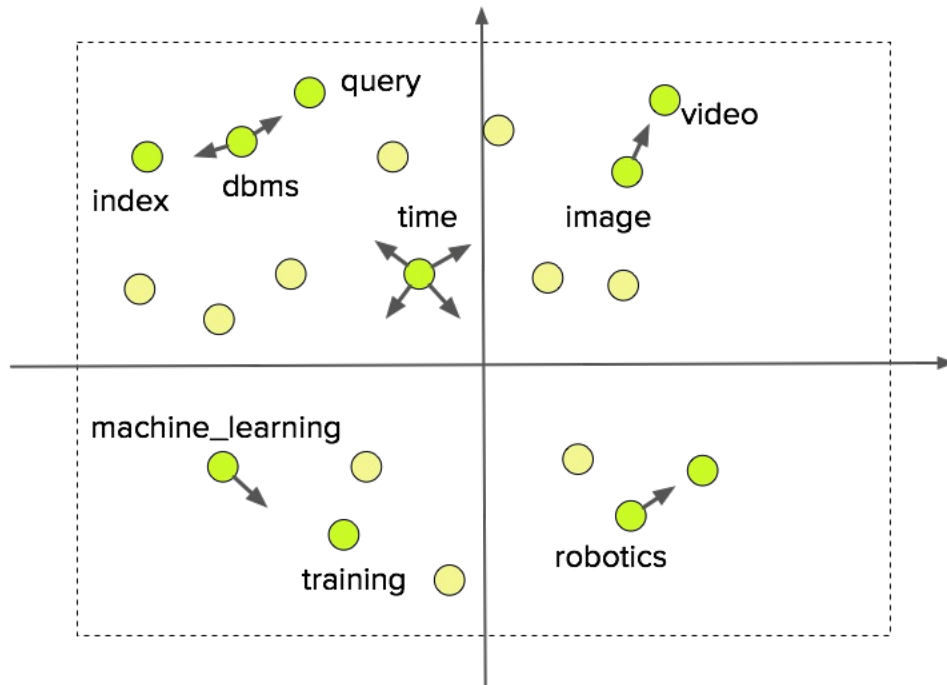 query
video
index
dbms
time
image
machine_learning
training
robotics